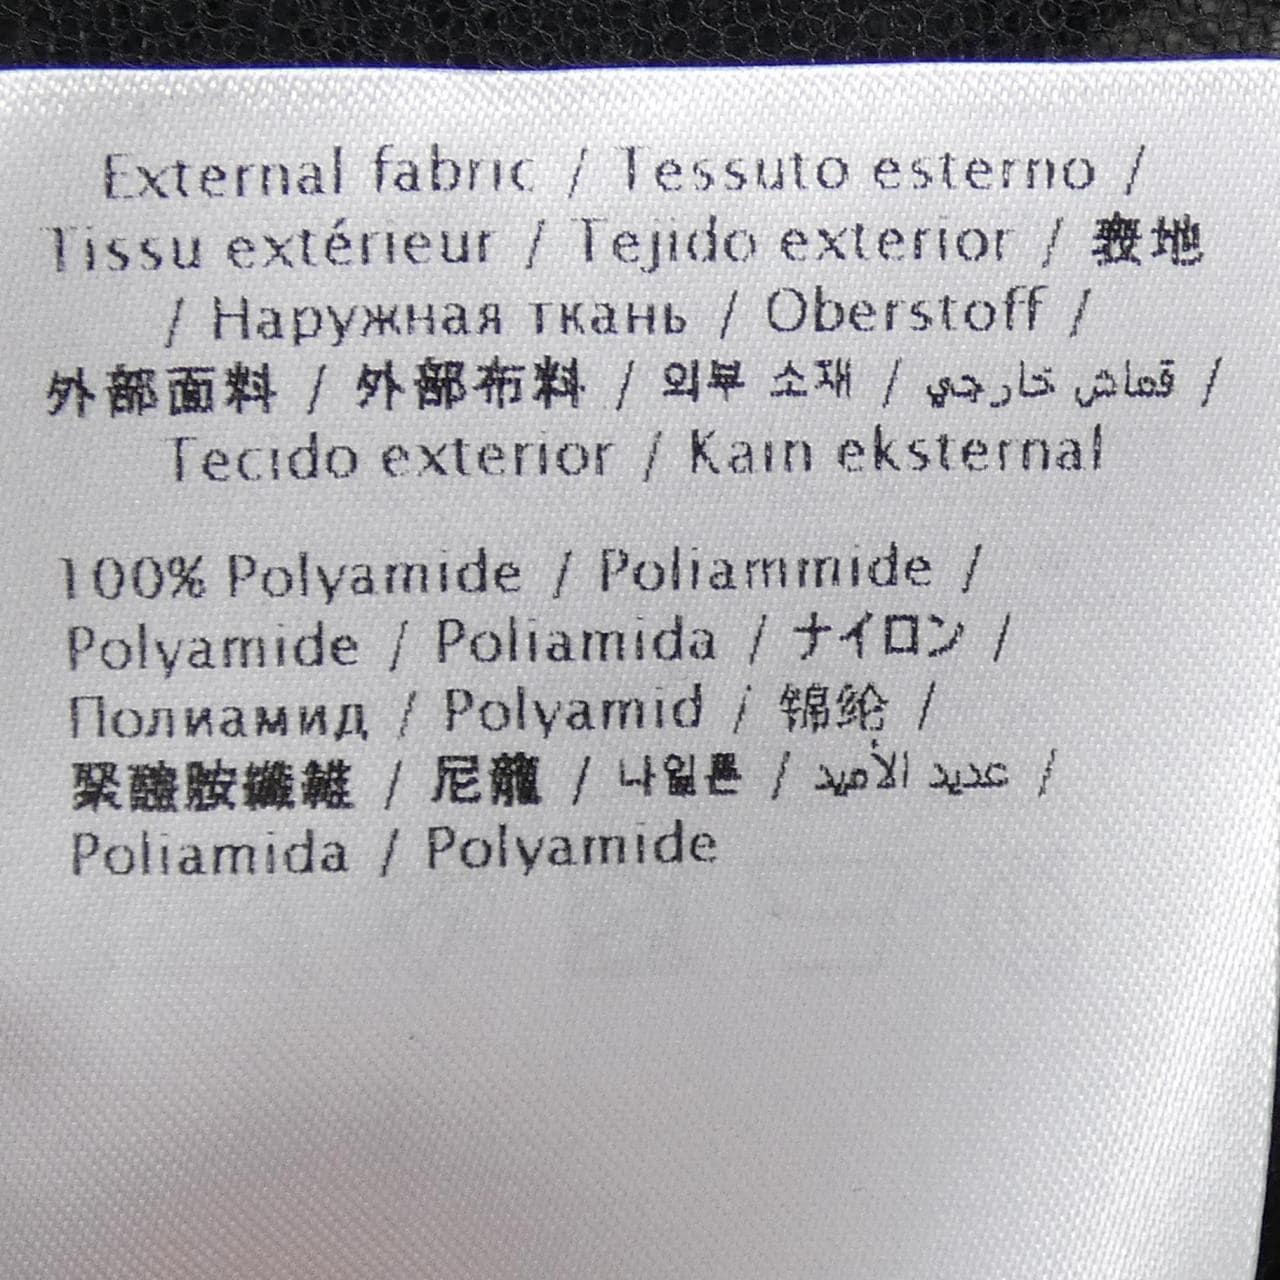 External fabric / Tessuto esterno /
Tissu extérieur / Tejido exterior / 表地
/ Наружная ткань / Oberstoff /
外部面料 / 外部布料 / 외부 소재 / قماش خارجي /
Tecido exterior / Kain eksternal
100% Polyamide / Poliammide /
Polyamide / Poliamida / ナイロン /
Полиамид / Polyamid / 锦纶 /
聚醯胺纖維 / 尼龍 / 나일론 / عديد الأميد /
Poliamida / Polyamide